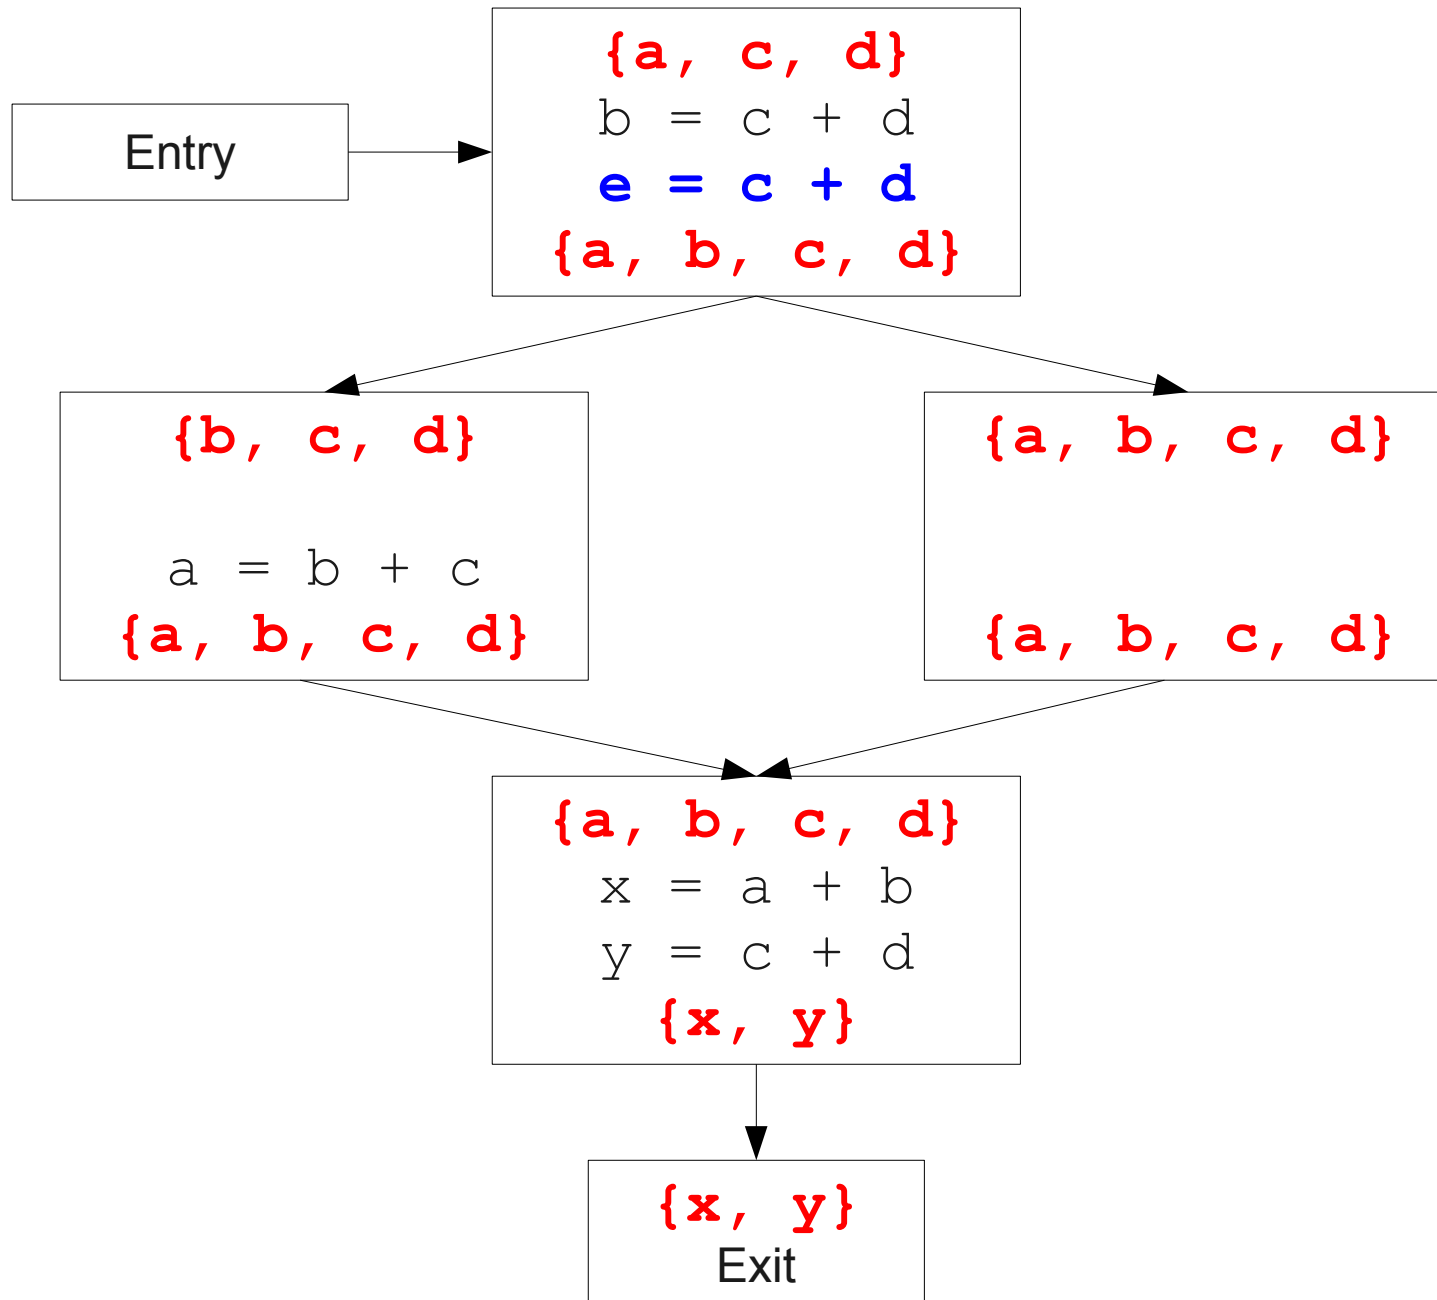 Entry
{a, c, d}
b = c + d
e = c + d
{a, b, c, d}
{b, c, d}
a = b + c
{a, b, c, d}
{a, b, c, d}
{a, b, c, d}
{a, b, c, d}
x = a + b
y = c + d
{x, y}
{x, y}
Exit